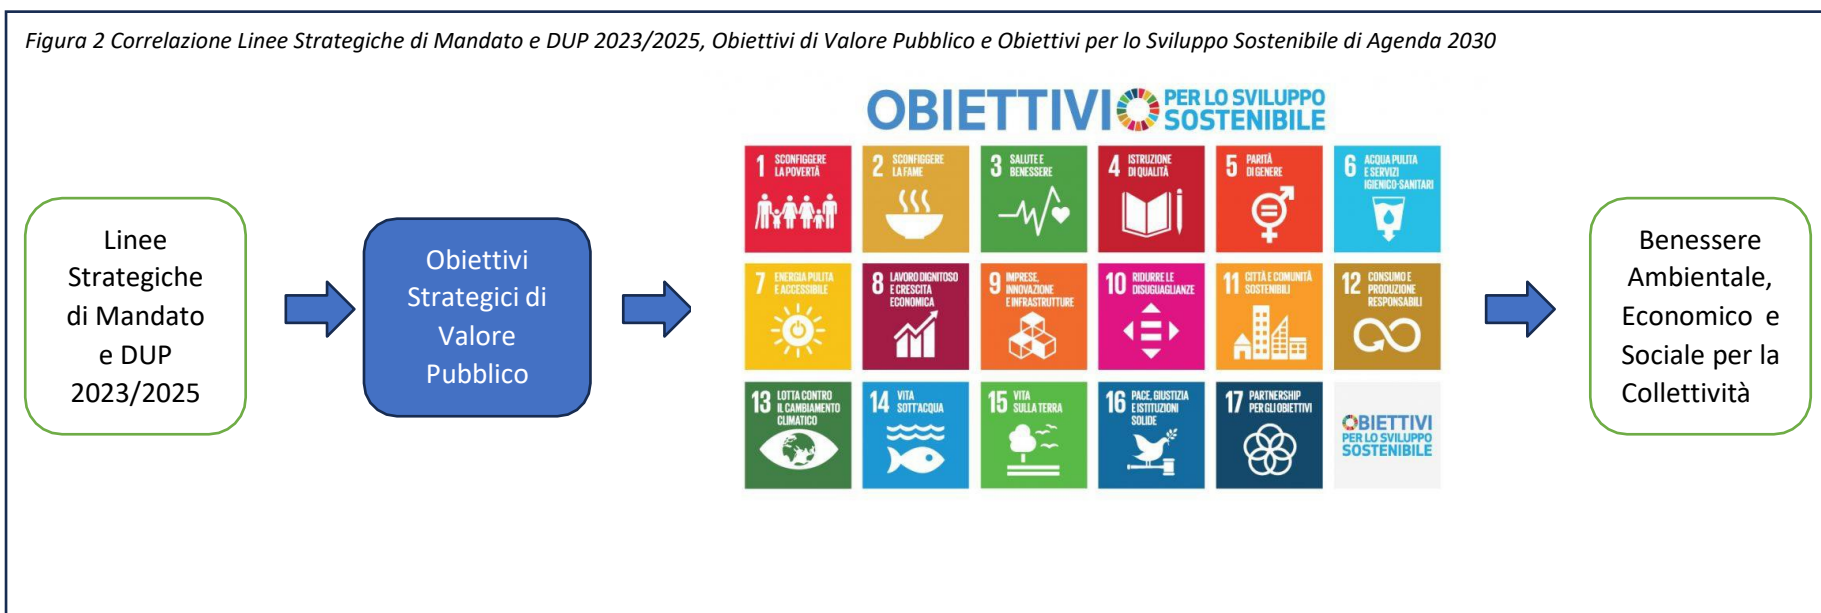 Figura 2 Correlazione Linee Strategiche di Mandato e DUP 2023/2025, Obiettivi di Valore Pubblico e Obiettivi per lo Sviluppo Sostenibile di Agenda 2030
Linee
Strategiche
di Mandato
e DUP
2023/2025
Obiettivi
Strategici di
Valore
Pubblico
OBIETTIVI PER LO SVILUPPO
SOSTENIBILE
1 SCONFIGGERE
LA POVERTÀ
2 SCONFIGGERE
LA FAME
3 SALUTE E
BENESSERE
4 ISTRUZIONE
DI QUALITÀ
5 PARITÀ
DI GENERE
6 ACQUA PULITA
E SERVIZI
IGIENICO-SANITARI
7 ENERGIA PULITA
E ACCESSIBILE
8 LAVORO DIGNITOSO
E CRESCITA
ECONOMICA
9 IMPRESE,
INNOVAZIONE
E INFRASTRUTTURE
10 RIDURRE LE
DISUGUAGLIANZE
11 CITTÀ E COMUNITÀ
SOSTENIBILI
12 CONSUMO E
PRODUZIONE
RESPONSABILI
13 LOTTA CONTRO
IL CAMBIAMENTO
CLIMATICO
14 VITA
SOTT'ACQUA
15 VITA
SULLA TERRA
16 PACE, GIUSTIZIA
E ISTITUZIONI
SOLIDE
17 PARTNERSHIP
PER GLI OBIETTIVI
OBIETTIVI
PER LO SVILUPPO
SOSTENIBILE
Benessere
Ambientale,
Economico e
Sociale per la
Collettività